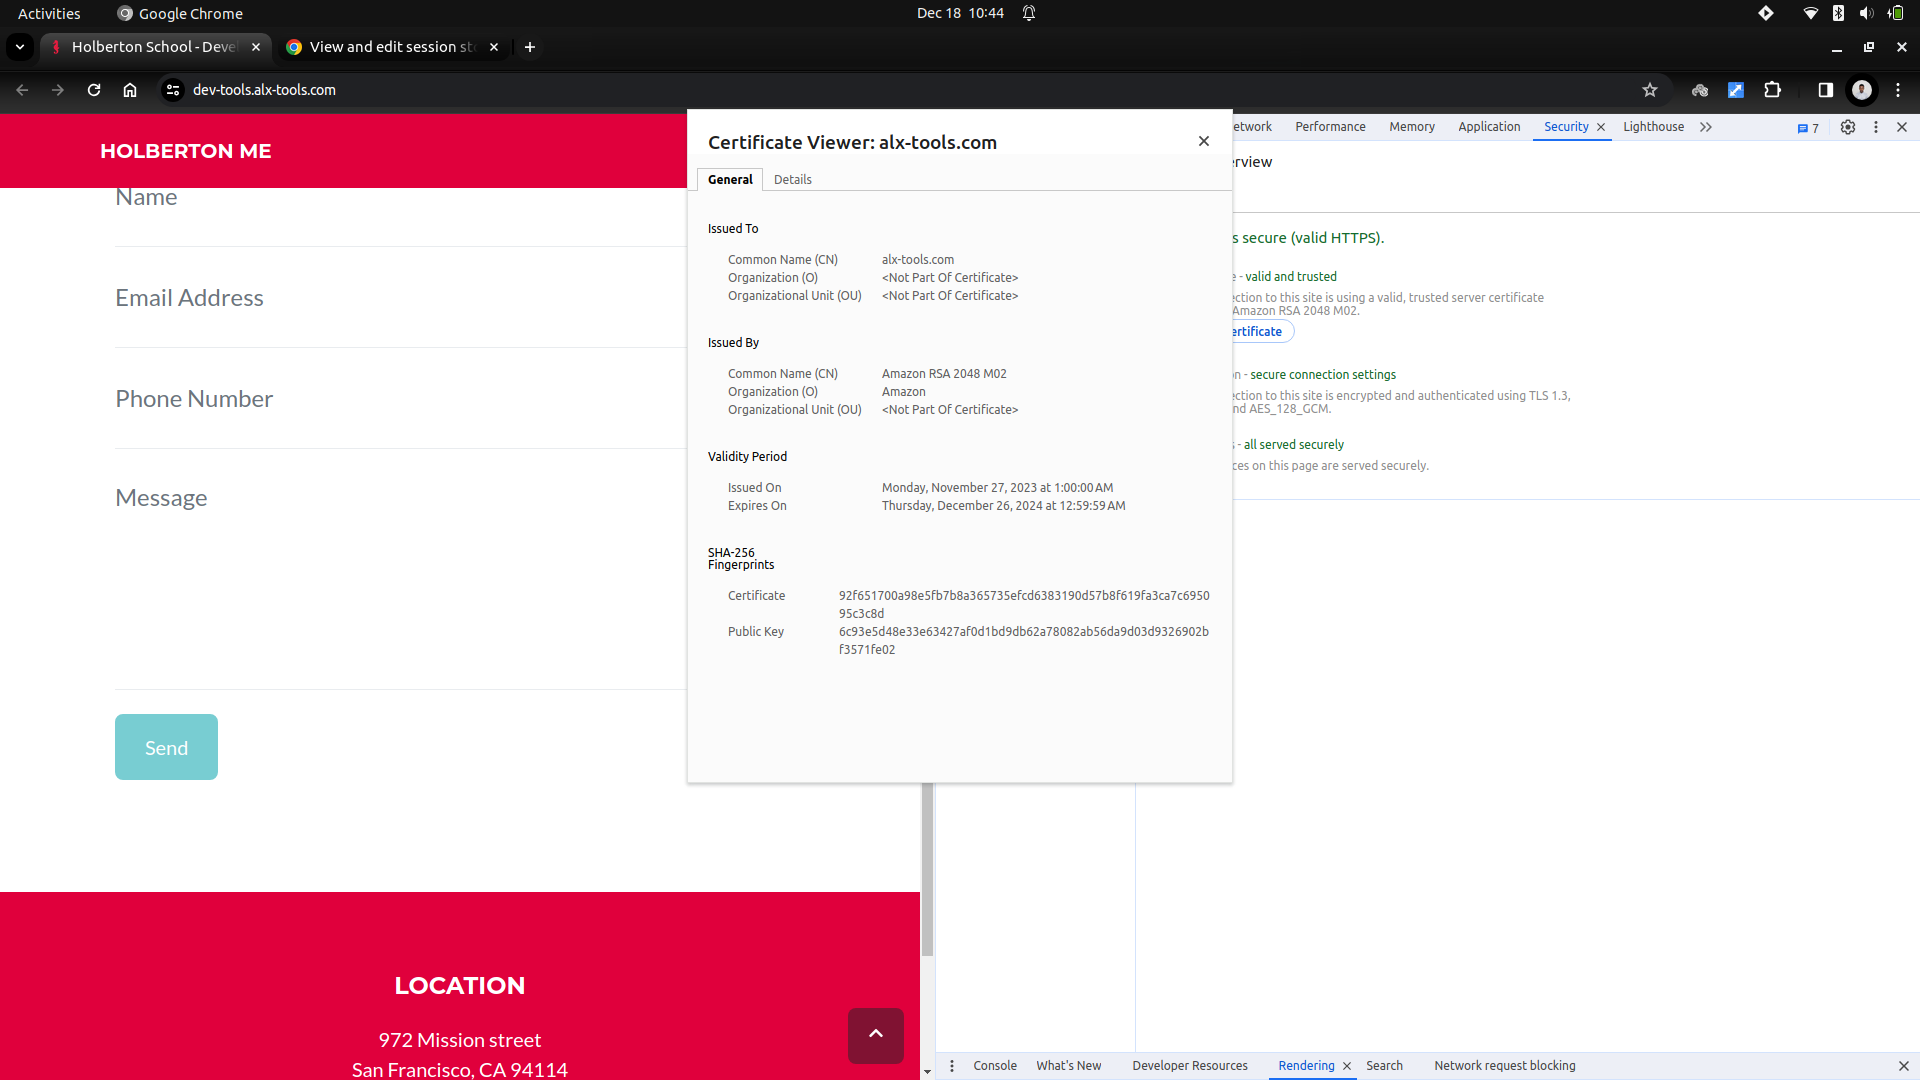 Activities
Google Chrome
Dec 18 10:44
Holberton School - Deve
View and edit session st
dev-tools.alx-tools.com
HOLBERTON ME
Name
Email Address
Phone Number
Message
Send
LOCATION
972 Mission street
San Francisco, CA 94114
Certificate Viewer: alx-tools.com
General
Details
Issued To
Common Name (CN) alx-tools.com
Organization (O) <Not Part Of Certificate>
Organizational Unit (OU) <Not Part Of Certificate>
Issued By
Common Name (CN) Amazon RSA 2048 M02
Organization (O) Amazon
Organizational Unit (OU) <Not Part Of Certificate>
Validity Period
Issued On Monday, November 27, 2023 at 1:00:00 AM
Expires On Thursday, December 26, 2024 at 12:59:59 AM
SHA-256
Fingerprints
Certificate 92f651700a98e5fb7b8a365735efcd6383190d57b8f619fa3ca7c6950
95c3c8d
Public Key 6c93e5d48e33e63427af0d1bd9db62a78082ab56da9d03d9326902b
f3571fe02
etwork
Performance
Memory
Application
Security
Lighthouse
7
rview
s secure (valid HTTPS).
e - valid and trusted
ction to this site is using a valid, trusted server certificate
Amazon RSA 2048 M02.
ertificate
n - secure connection settings
ction to this site is encrypted and authenticated using TLS 1.3,
nd AES_128_GCM.
s - all served securely
ces on this page are served securely.
Console
What's New
Developer Resources
Rendering
Search
Network request blocking